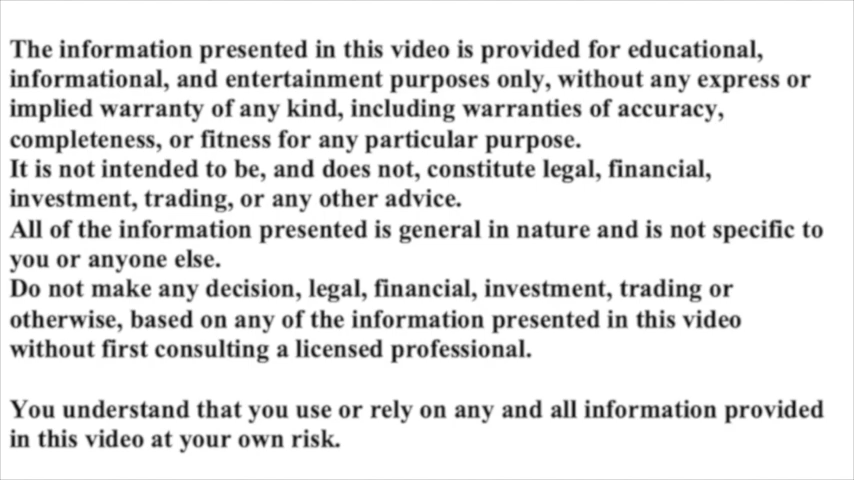 The information presented in this video is provided for educational,
informational, and entertainment purposes only, without any express or
implied warranty of any kind, including warranties of accuracy,
completeness, or fitness for any particular purpose.
It is not intended to be, and does not, constitute legal, financial,
investment, trading, or any other advice.
All of the information presented is general in nature and is not specific to
you or anyone else.
Do not make any decision, legal, financial, investment, trading or
otherwise, based on any of the information presented in this video
without first consulting a licensed professional.
You understand that you use or rely on any and all information provided
in this video at your own risk.